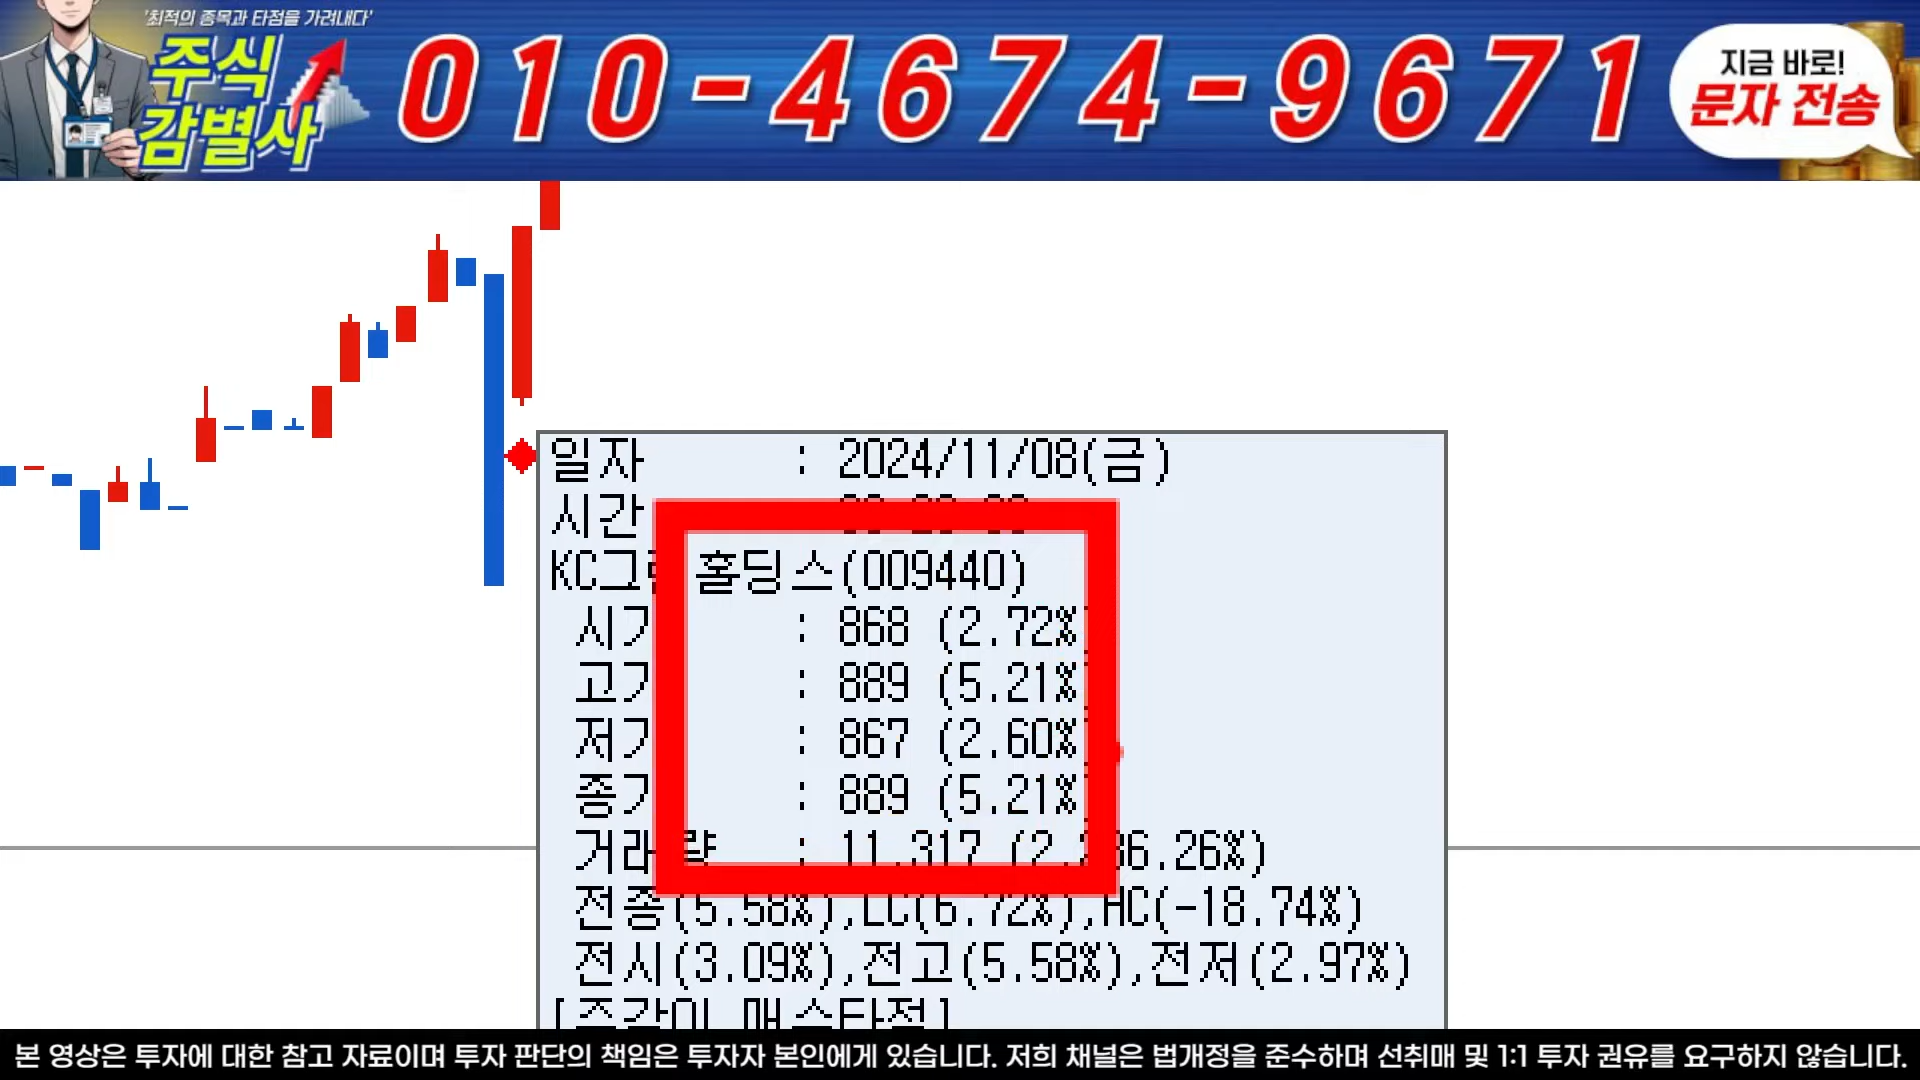 '최적의 종목과 타점을 가려내다'
주식
감별사
010-4674-9671
지금 바로!
문자 전송
일자 : 2024/11/08(금)
시간
KC그린홀딩스(009440)
시가 : 868 (2.72%
고가 : 889 (5.21%
저가 : 867 (2.60%
종가 : 889 (5.21%
거래량 : 11,317 (2, 36.26%)
전종(5.58%),LC(6.72%),HC(-18.74%)
전시(3.09%),전고(5.58%),전저(2.97%)
본 영상은 투자에 대한 참고 자료이며 투자 판단의 책임은 투자자 본인에게 있습니다. 저희 채널은 법개정을 준수하며 선취매 및 1:1 투자 권유를 요구하지 않습니다.